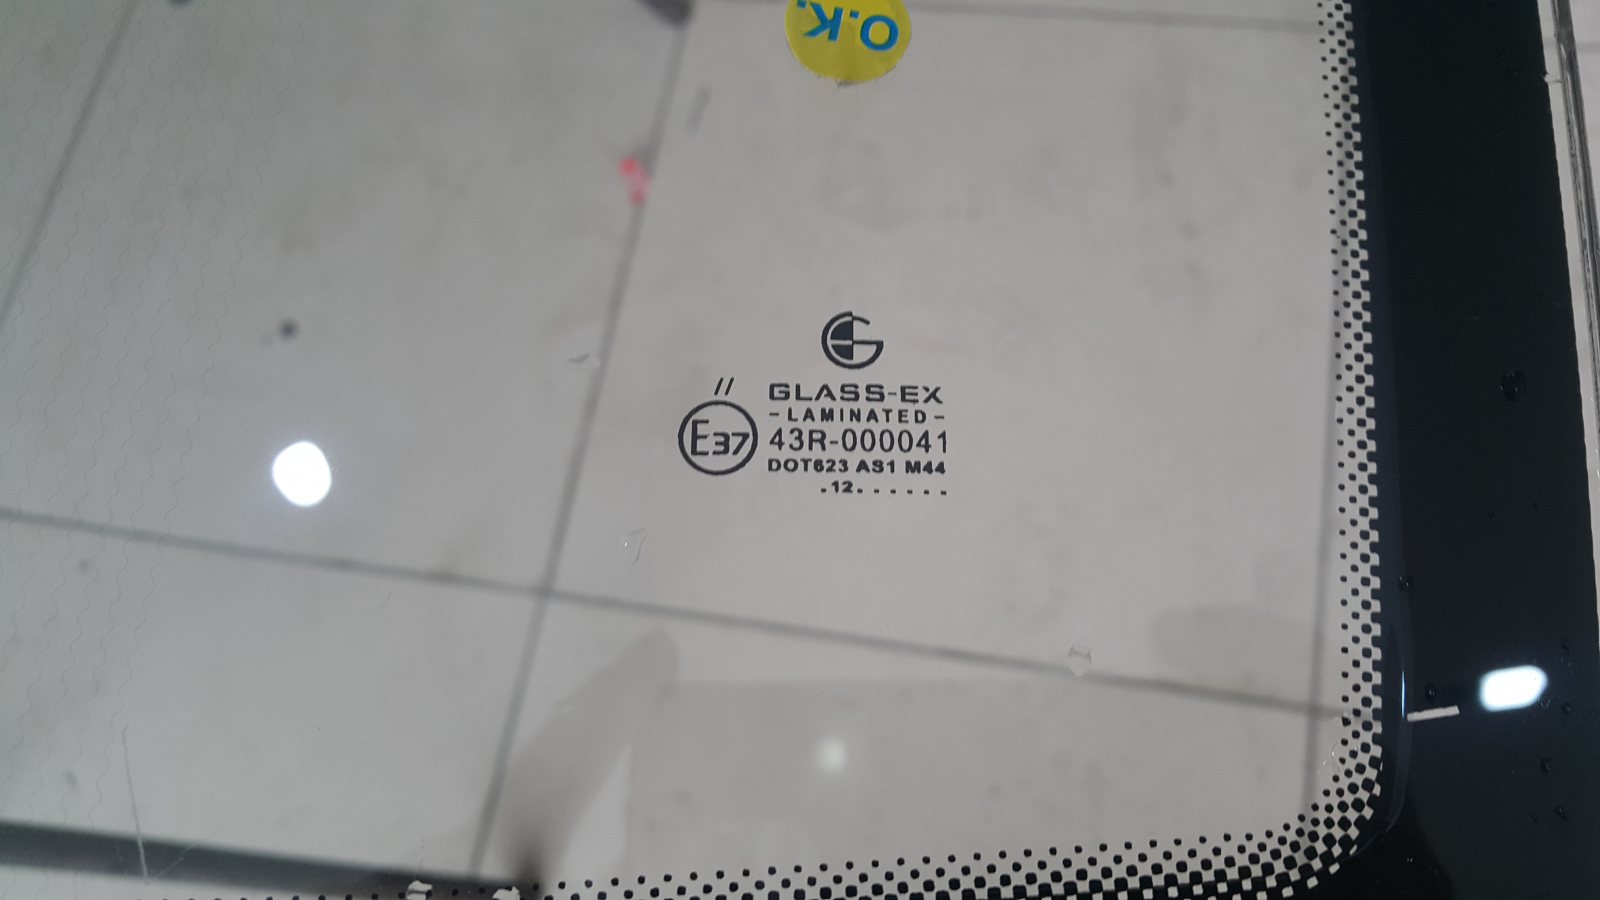 O.K.
GLASS-EX
-LAMINATED-
//
E37
43R-000041
DOT623 AS1 M44
.12. . . . . .